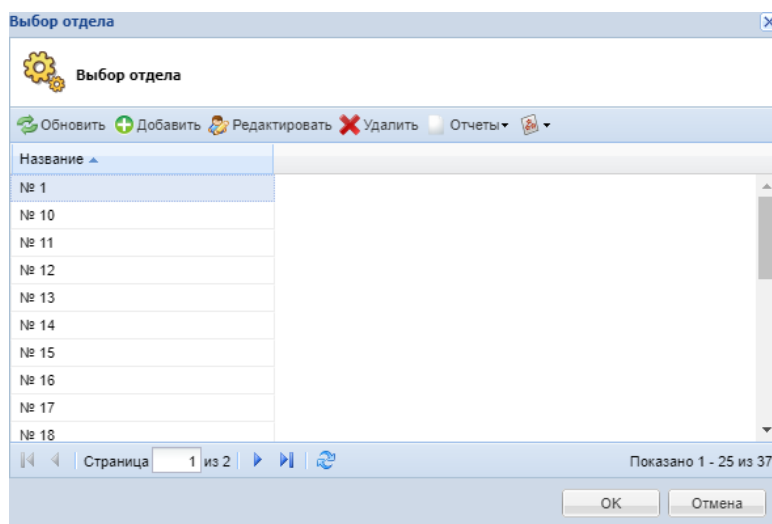 Выбор отдела
Выбор отдела
Обновить Добавить Редактировать Удалить Отчеты
Название
№ 1
№ 10
№ 11
№ 12
№ 13
№ 14
№ 15
№ 16
№ 17
№ 18
Страница 1 из 2 Показано 1 - 25 из 37
OK Отмена